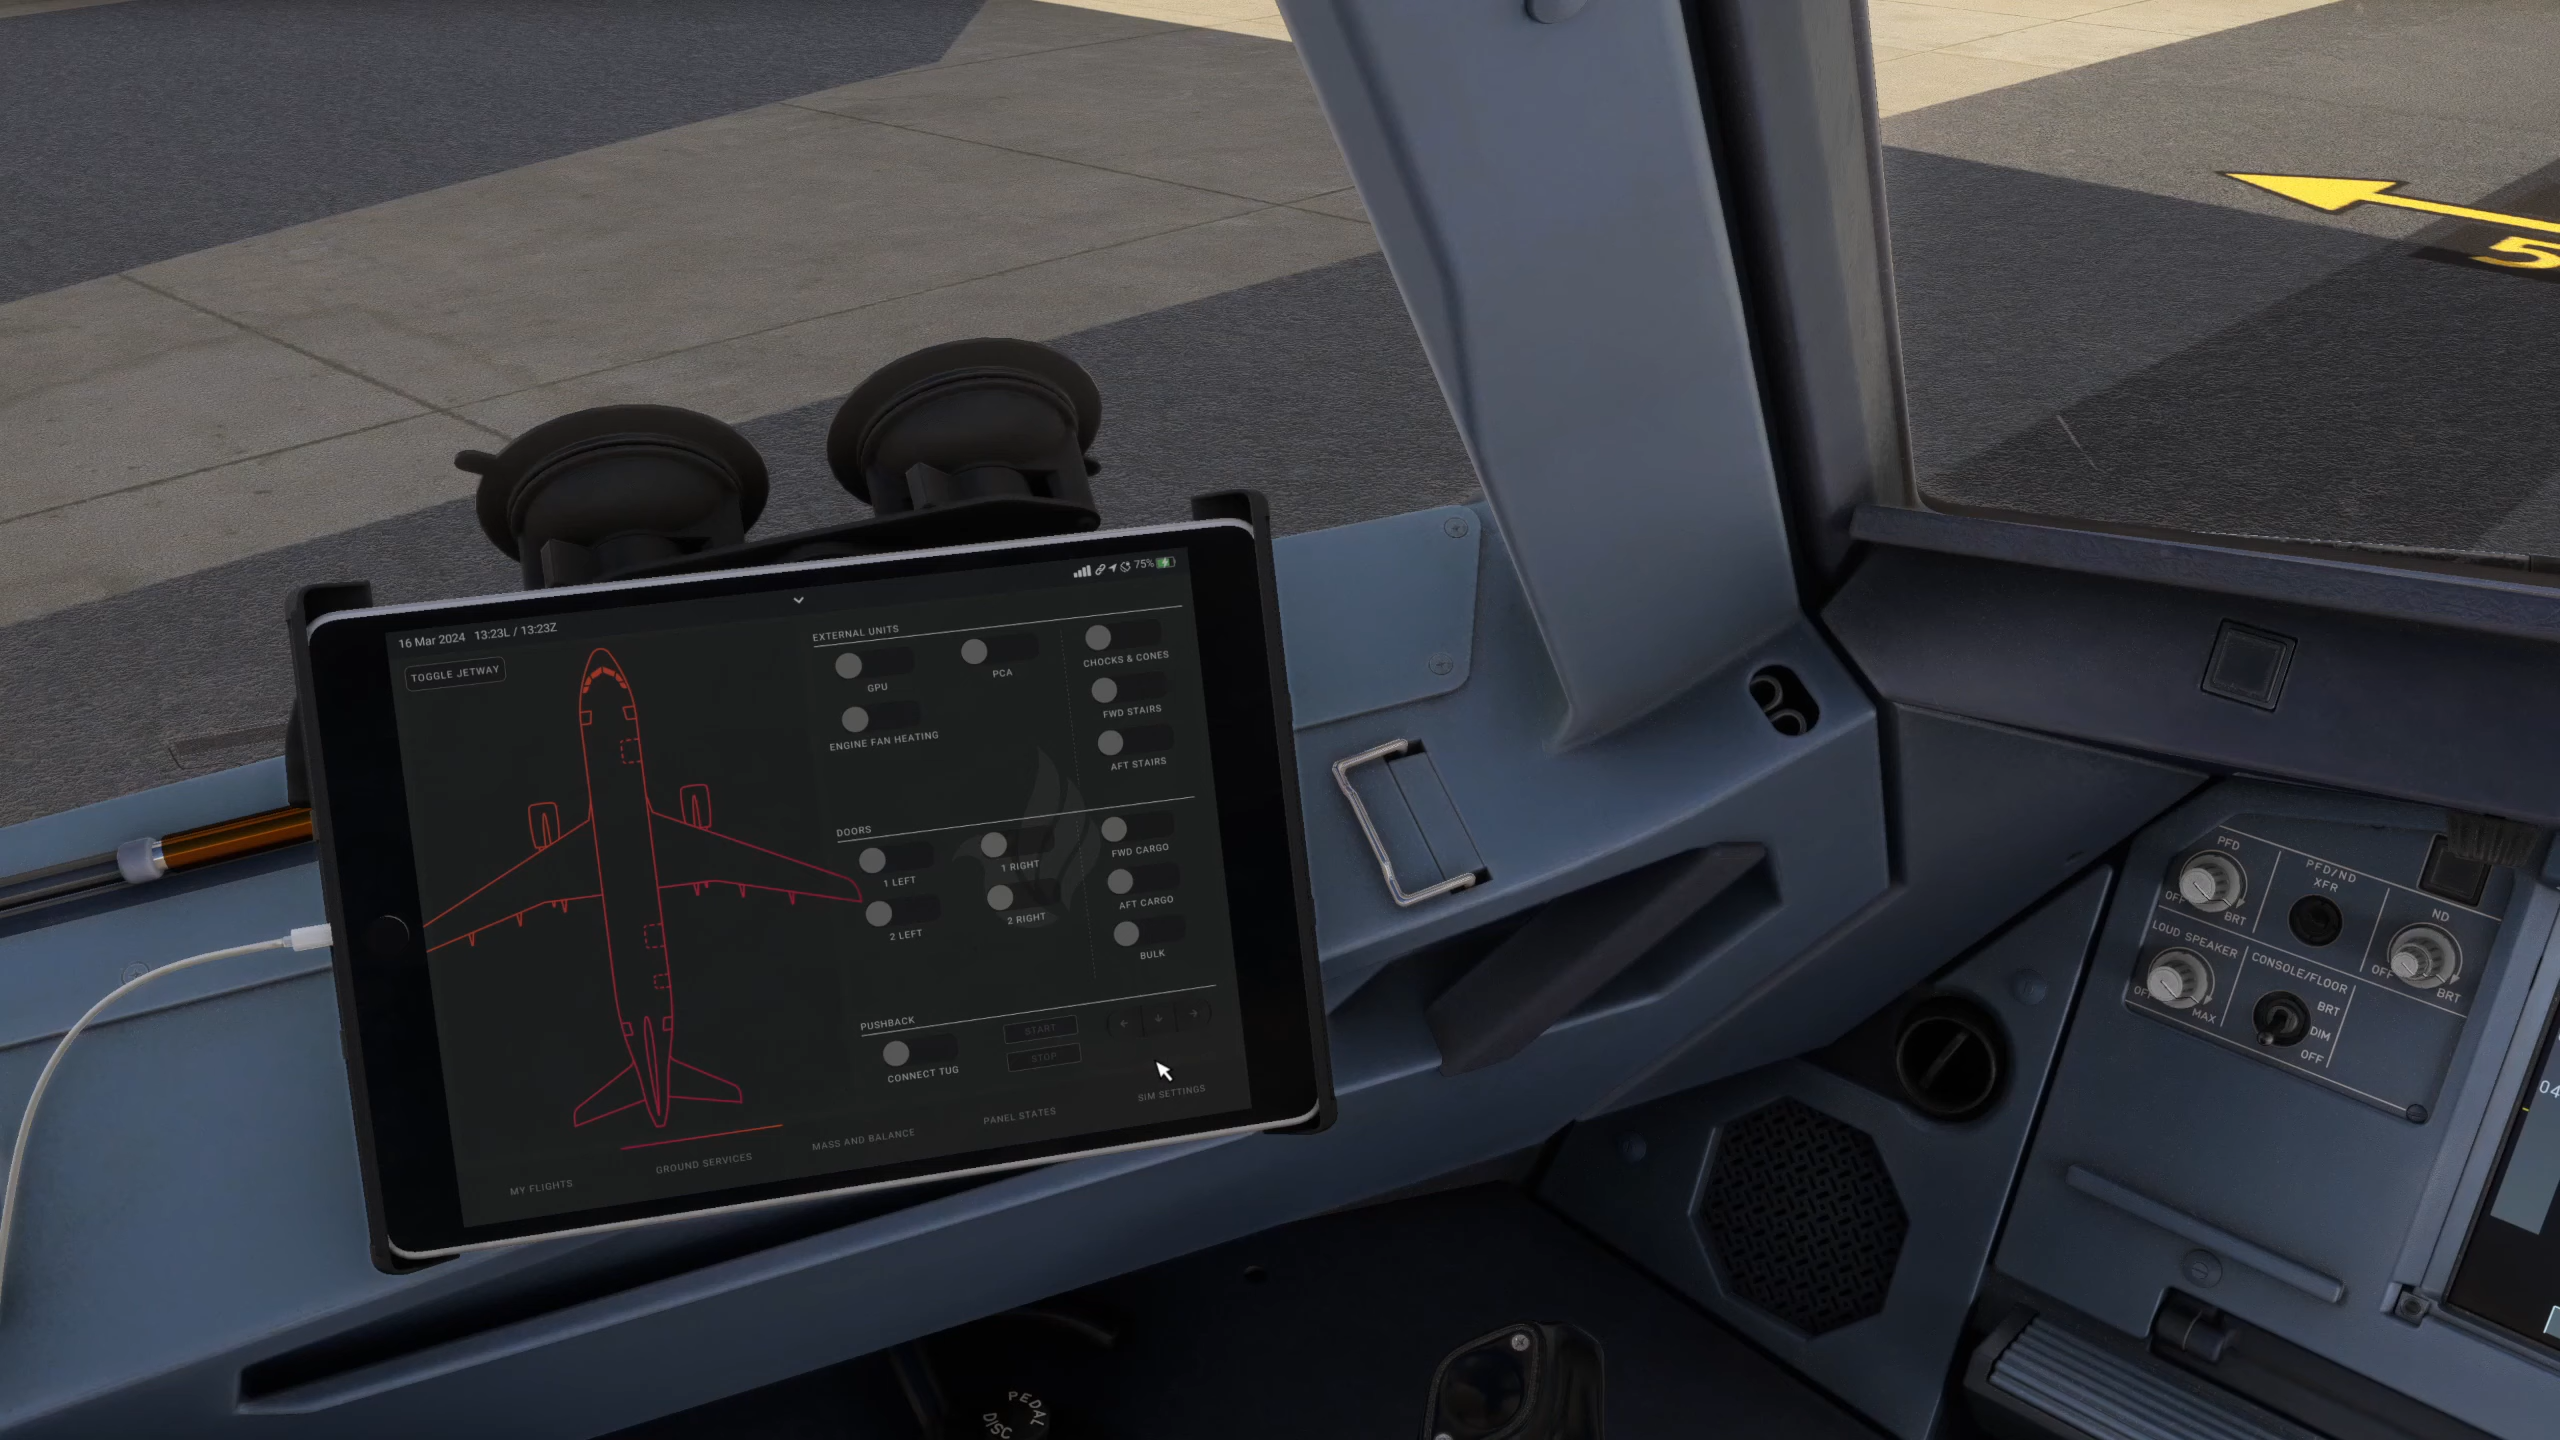 5
75%
16 Mar 2024 13:23L / 13:23Z
TOGGLE JETWAY
EXTERNAL UNITS
GPU
PCA
ENGINE FAN HEATING
CHOCKS & CONES
FWD STAIRS
AFT STAIRS
DOORS
1 LEFT
1 RIGHT
2 LEFT
2 RIGHT
FWD CARGO
AFT CARGO
BULK
PUSHBACK
CONNECT TUG
START
STOP
MY FLIGHTS
GROUND SERVICES
MASS AND BALANCE
PANEL STATES
SIM SETTINGS
PFD
OFF
BRT
PFD/ND
XFR
ND
OFF
BRT
LOUD SPEAKER
OFF
MAX
CONSOLE/FLOOR
BRT
DIM
OFF
04
PEDAL
DISC